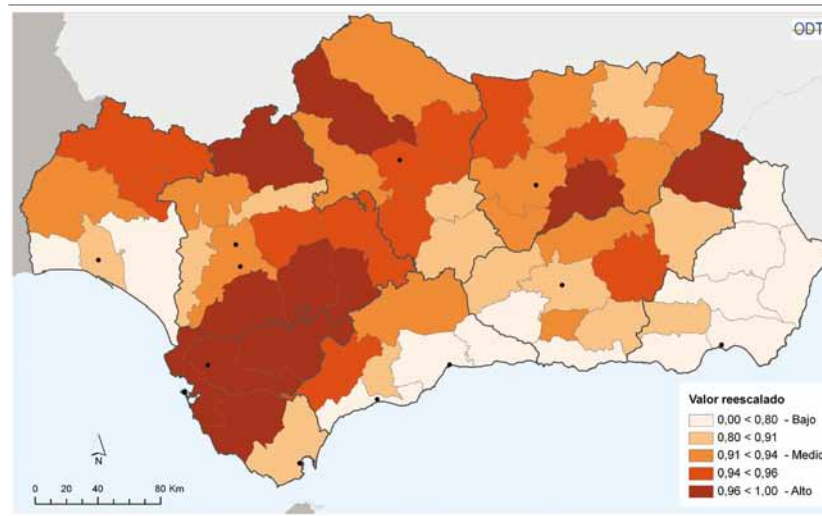 ODT
Valor reescalado
0,00 < 0,80 - Bajo
0,80 < 0,91
0,91 < 0,94 - Medio
0,94 < 0,96
0,96 < 1,00 - Alto
N
0 20 40 80 Km